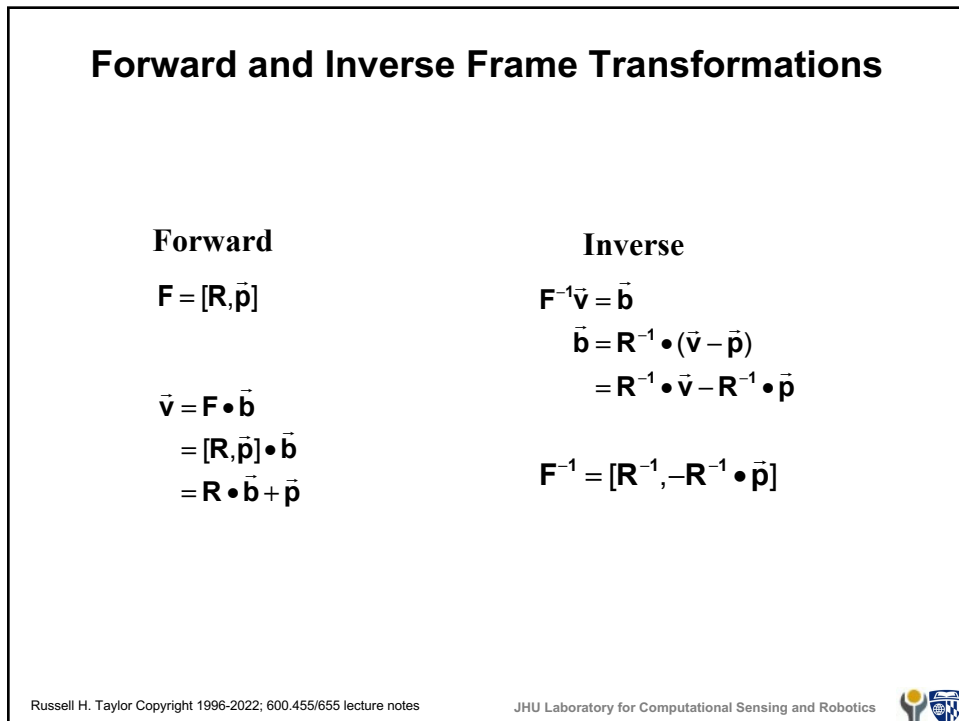 Forward and Inverse Frame Transformations
Forward
F = [R, p⃗]
v⃗ = F • b⃗
= [R, p⃗] • b⃗
= R • b⃗ + p⃗
Inverse
F⁻¹v⃗ = b⃗
b⃗ = R⁻¹ • (v⃗ − p⃗)
= R⁻¹ • v⃗ − R⁻¹ • p⃗
F⁻¹ = [R⁻¹, −R⁻¹ • p⃗]
Russell H. Taylor Copyright 1996-2022; 600.455/655 lecture notes
JHU Laboratory for Computational Sensing and Robotics